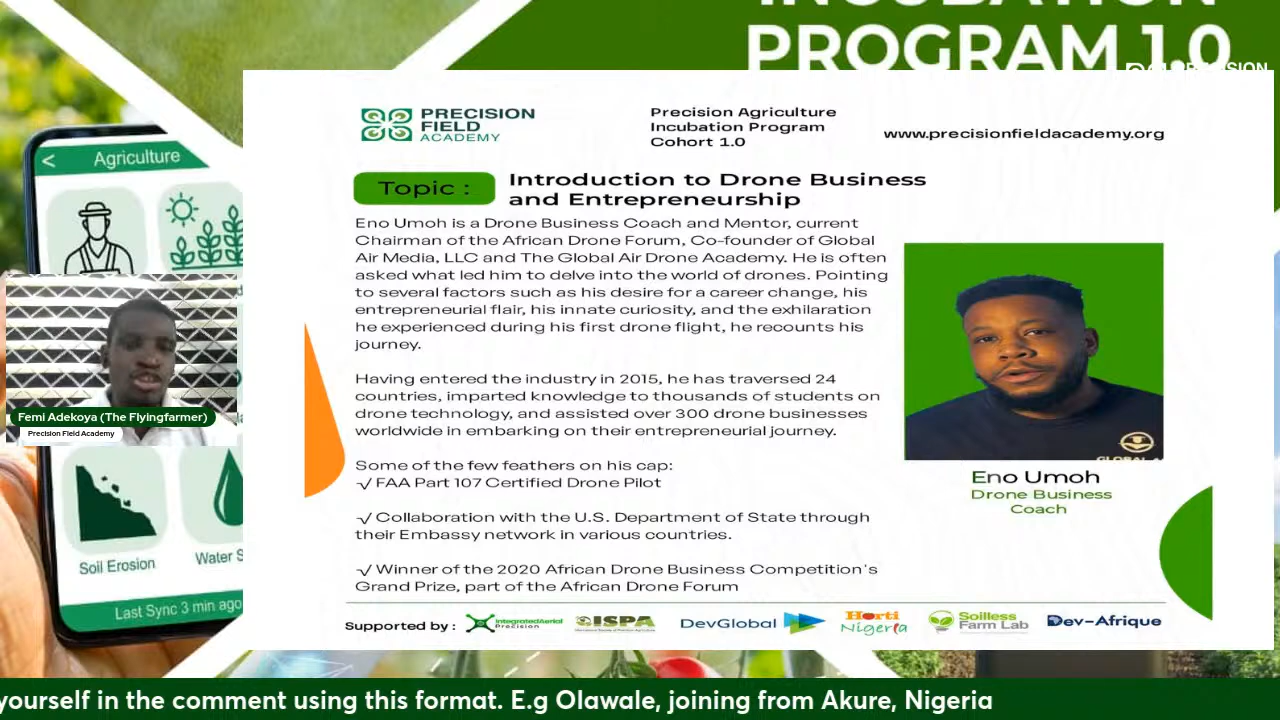 INCUBATION
PROGRAM 1.0
PRECISION
PRECISION
FIELD
ACADEMY
Precision Agriculture
Incubation Program
Cohort 1.0
www.precisionfieldacademy.org
Topic :
Introduction to Drone Business
and Entrepreneurship
Eno Umoh is a Drone Business Coach and Mentor, current
Chairman of the African Drone Forum, Co-founder of Global
Air Media, LLC and The Global Air Drone Academy. He is often
asked what led him to delve into the world of drones. Pointing
to several factors such as his desire for a career change, his
entrepreneurial flair, his innate curiosity, and the exhilaration
he experienced during his first drone flight, he recounts his
journey.
Having entered the industry in 2015, he has traversed 24
countries, imparted knowledge to thousands of students on
drone technology, and assisted over 300 drone businesses
worldwide in embarking on their entrepreneurial journey.
Some of the few feathers on his cap:
√ FAA Part 107 Certified Drone Pilot
√ Collaboration with the U.S. Department of State through
their Embassy network in various countries.
√ Winner of the 2020 African Drone Business Competition's
Grand Prize, part of the African Drone Forum
Eno Umoh
Drone Business
Coach
Supported by :
IntegratedAerial
Precision
ISPA
DevGlobal
Horti
Nigeria
Soilless
Farm Lab
Dev-Afrique
< Agriculture
Femi Adekoya (The Flyingfarmer)
Precision Field Academy
Soil Erosion
Water S
Last Sync 3 min ago
yourself in the comment using this format. E.g Olawale, joining from Akure, Nigeria